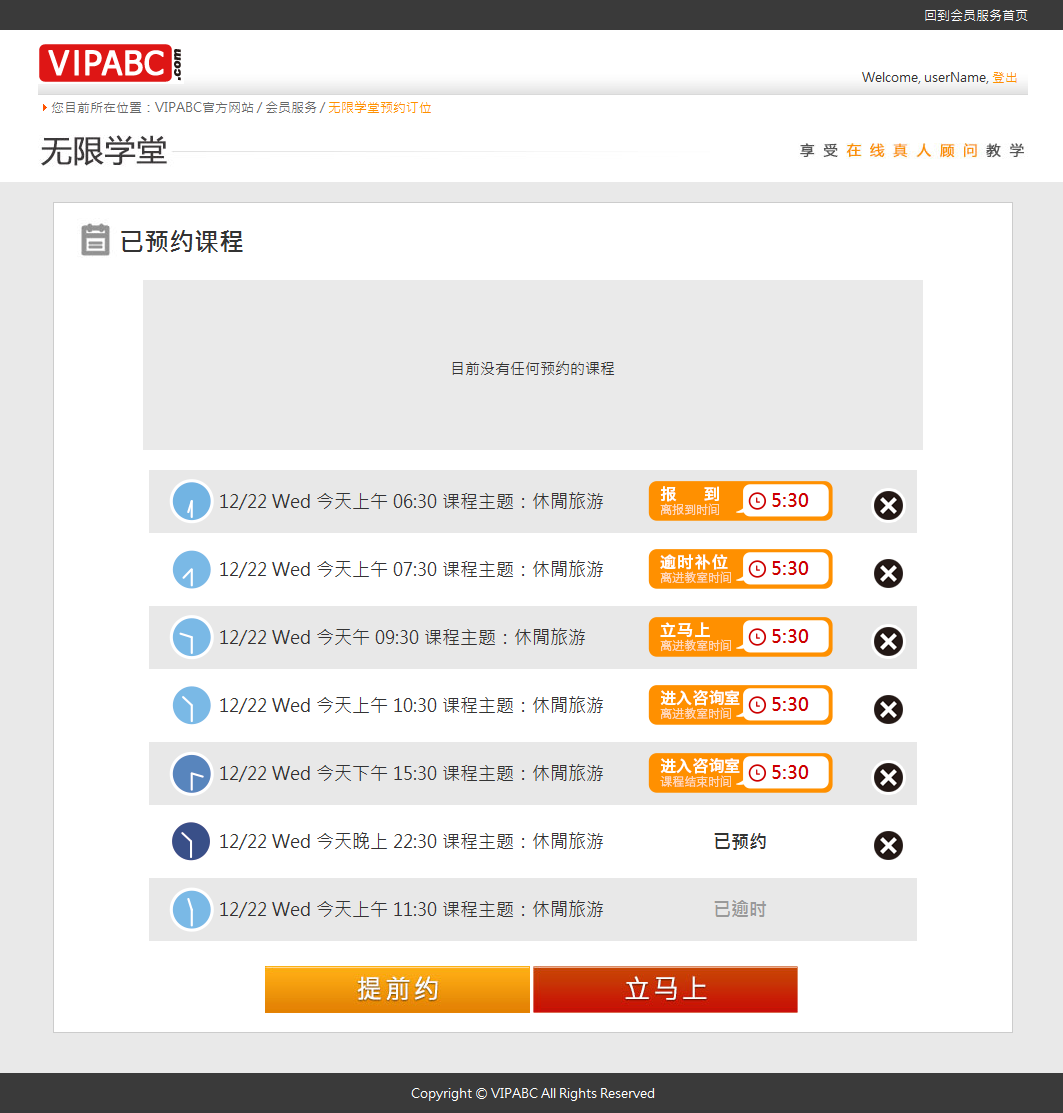 回到会员服务首页
VIPABC.com
Welcome, userName, 登出
您目前所在位置：VIPABC官方网站 / 会员服务 / 无限学堂预约订位
无限学堂
享受在线真人顾问教学
已预约课程
目前没有任何预约的课程
12/22 Wed 今天上午 06:30 课程主题：休閒旅游 报 到 离报到时间 5:30
12/22 Wed 今天上午 07:30 课程主题：休閒旅游 逾时补位 离进教室时间 5:30
12/22 Wed 今天午 09:30 课程主题：休閒旅游 立马上 离进教室时间 5:30
12/22 Wed 今天上午 10:30 课程主题：休閒旅游 进入咨询室 离进教室时间 5:30
12/22 Wed 今天下午 15:30 课程主题：休閒旅游 进入咨询室 课程结束时间 5:30
12/22 Wed 今天晚上 22:30 课程主题：休閒旅游 已预约
12/22 Wed 今天上午 11:30 课程主题：休閒旅游 已逾时
提前约 立马上
Copyright © VIPABC All Rights Reserved